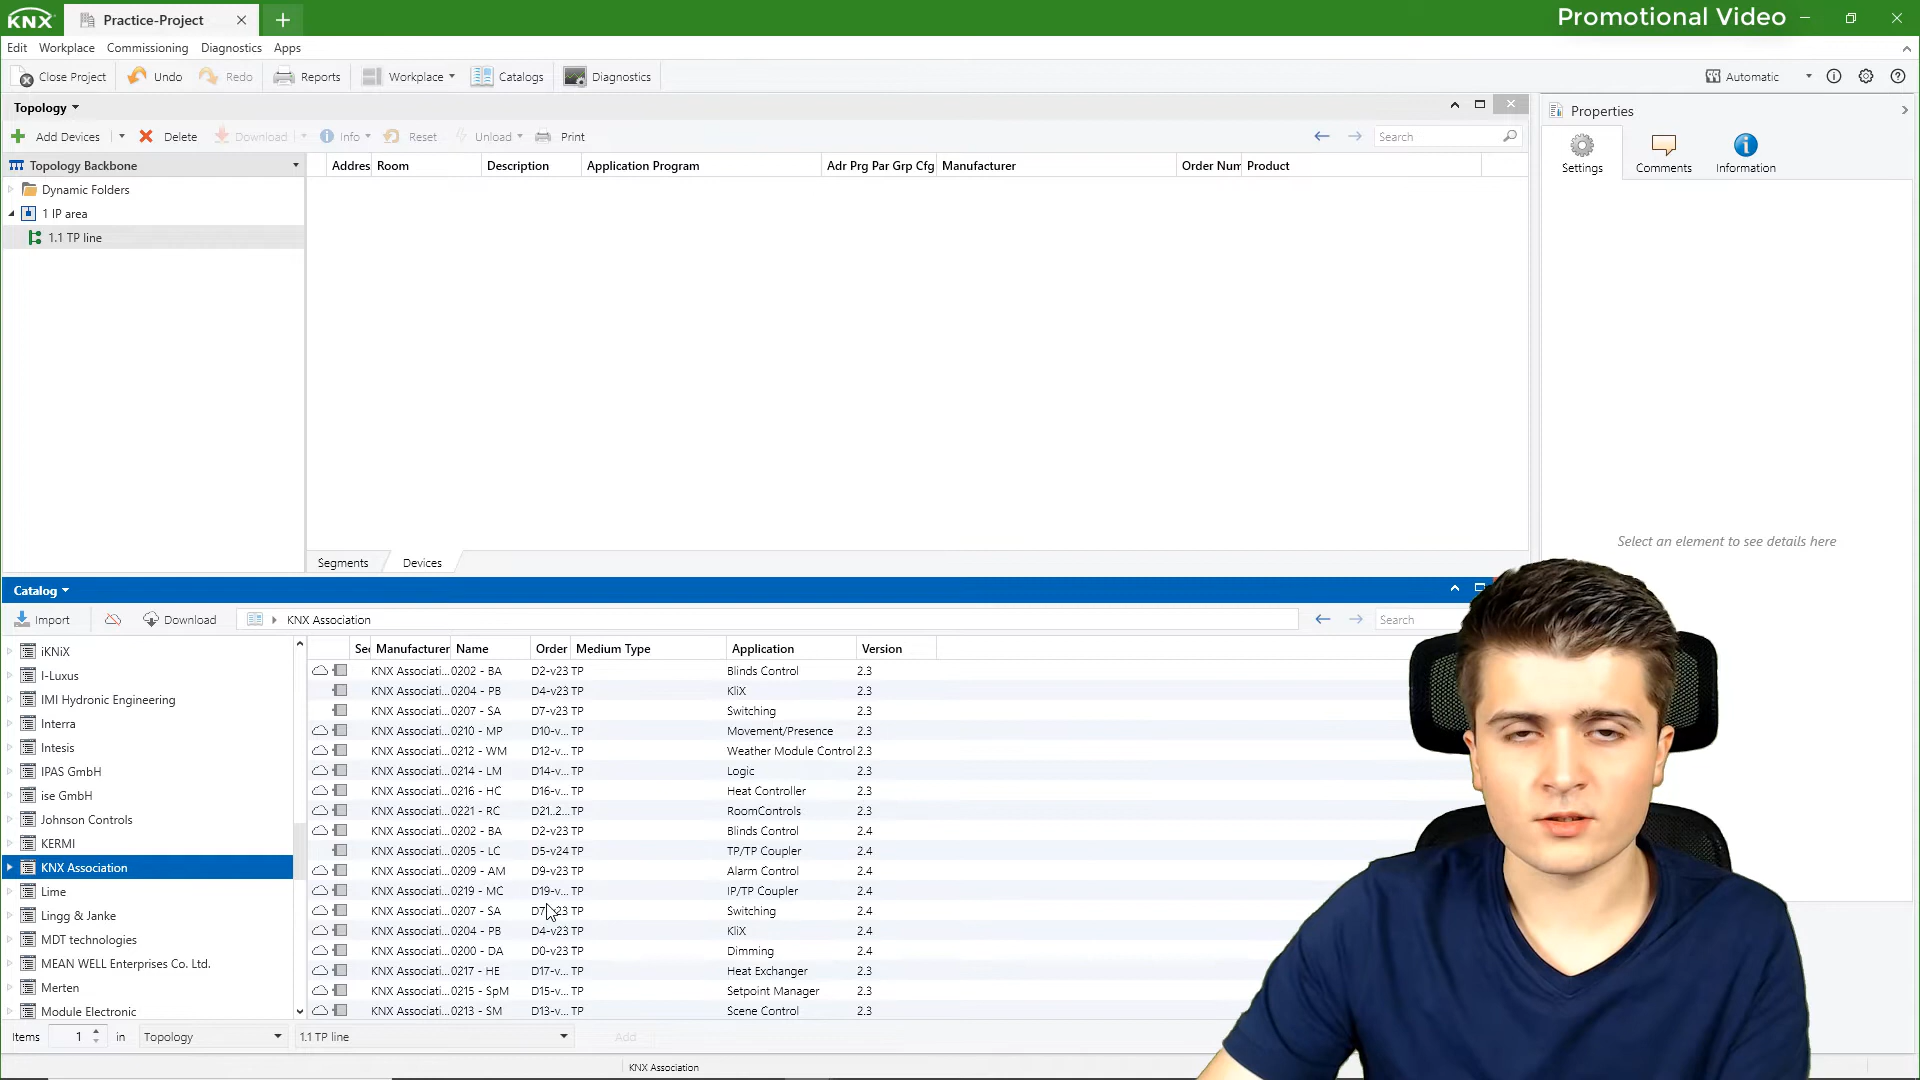 KNX Practice-Project Promotional Video
Edit Workplace Commissioning Diagnostics Apps
Close Project Undo Redo Reports Workplace Catalogs Diagnostics Automatic
Topology
Properties
Add Devices Delete Download Info Reset Unload Print Search
Settings Comments Information
Topology Backbone
Addres Room Description Application Program Adr Prg Par Grp Cfg Manufacturer Order Num Product
Dynamic Folders
1 IP area
1.1 TP line
Select an element to see details here
Segments Devices
Catalog
Import Download KNX Association Search
Sec Manufacturer Name Order Medium Type Application Version
iKNiX
I-Luxus
IMI Hydronic Engineering
Interra
Intesis
IPAS GmbH
ise GmbH
Johnson Controls
KERMI
KNX Association
Lime
Lingg & Janke
MDT technologies
MEAN WELL Enterprises Co. Ltd.
Merten
Module Electronic
KNX Associati... 0202 - BA D2-v23 TP Blinds Control 2.3
KNX Associati... 0204 - PB D4-v23 TP KliX 2.3
KNX Associati... 0207 - SA D7-v23 TP Switching 2.3
KNX Associati... 0210 - MP D10-v... TP Movement/Presence 2.3
KNX Associati... 0212 - WM D12-v... TP Weather Module Control 2.3
KNX Associati... 0214 - LM D14-v... TP Logic 2.3
KNX Associati... 0216 - HC D16-v... TP Heat Controller 2.3
KNX Associati... 0221 - RC D21..2... TP RoomControls 2.3
KNX Associati... 0202 - BA D2-v23 TP Blinds Control 2.4
KNX Associati... 0205 - LC D5-v24 TP TP/TP Coupler 2.4
KNX Associati... 0209 - AM D9-v23 TP Alarm Control 2.4
KNX Associati... 0219 - MC D19-v... TP IP/TP Coupler 2.4
KNX Associati... 0207 - SA TP Switching 2.4
KNX Associati... 0204 - PB D4-v23 TP KliX 2.4
KNX Associati... 0200 - DA D0-v23 TP Dimming 2.4
KNX Associati... 0217 - HE D17-v... TP Heat Exchanger 2.3
KNX Associati... 0215 - SpM D15-v... TP Setpoint Manager 2.3
KNX Associati... 0213 - SM D13-v... TP Scene Control 2.3
Items 1 in Topology 1.1 TP line Add
KNX Association